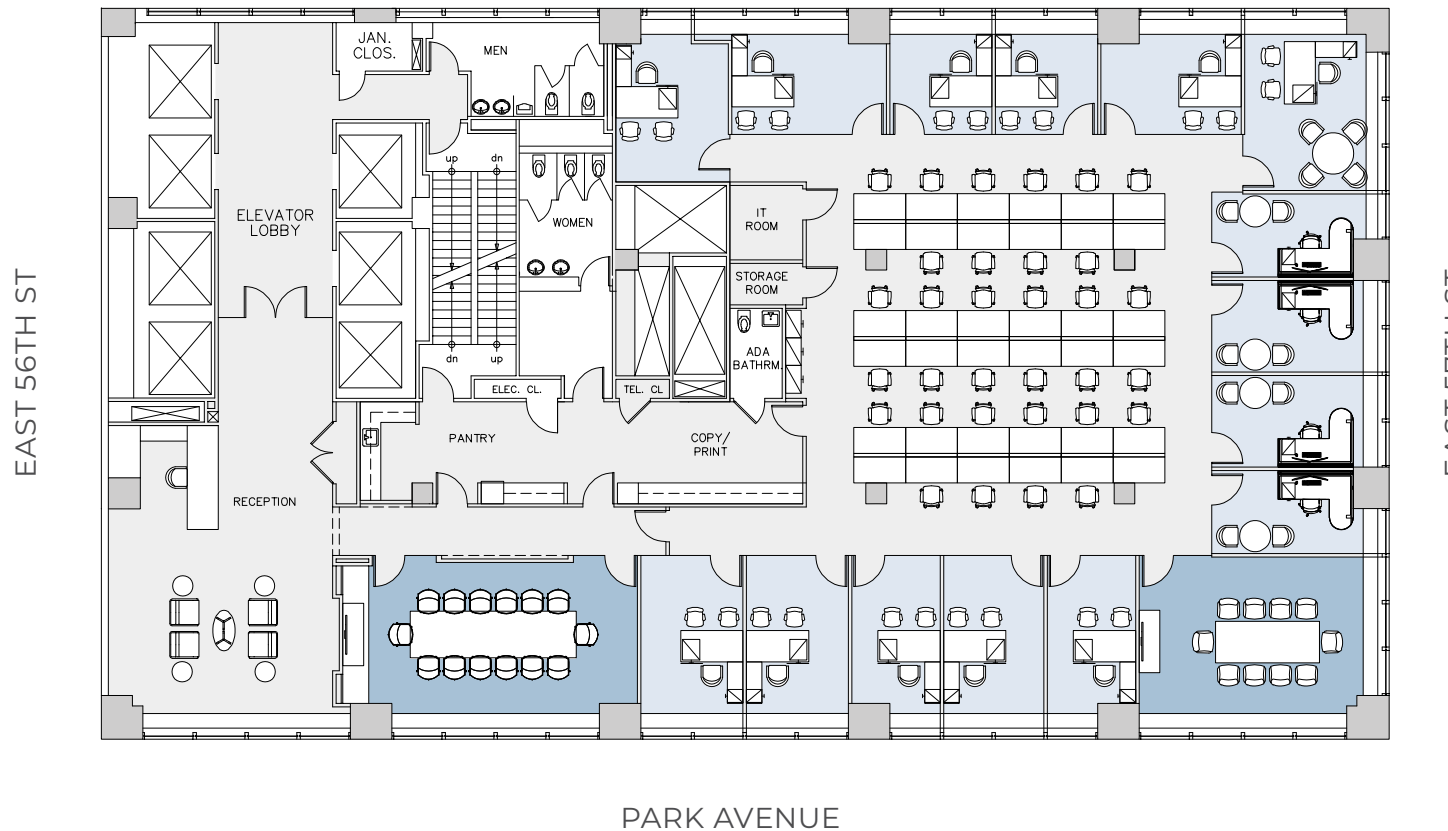 JAN.
CLOS.
MEN
up
dn
ELEVATOR
LOBBY
WOMEN
IT
ROOM
STORAGE
ROOM
EAST 56TH ST
ADA
BATHRM.
dn
up
ELEC. CL.
TEL. CL
PANTRY
COPY/
PRINT
RECEPTION
PARK AVENUE